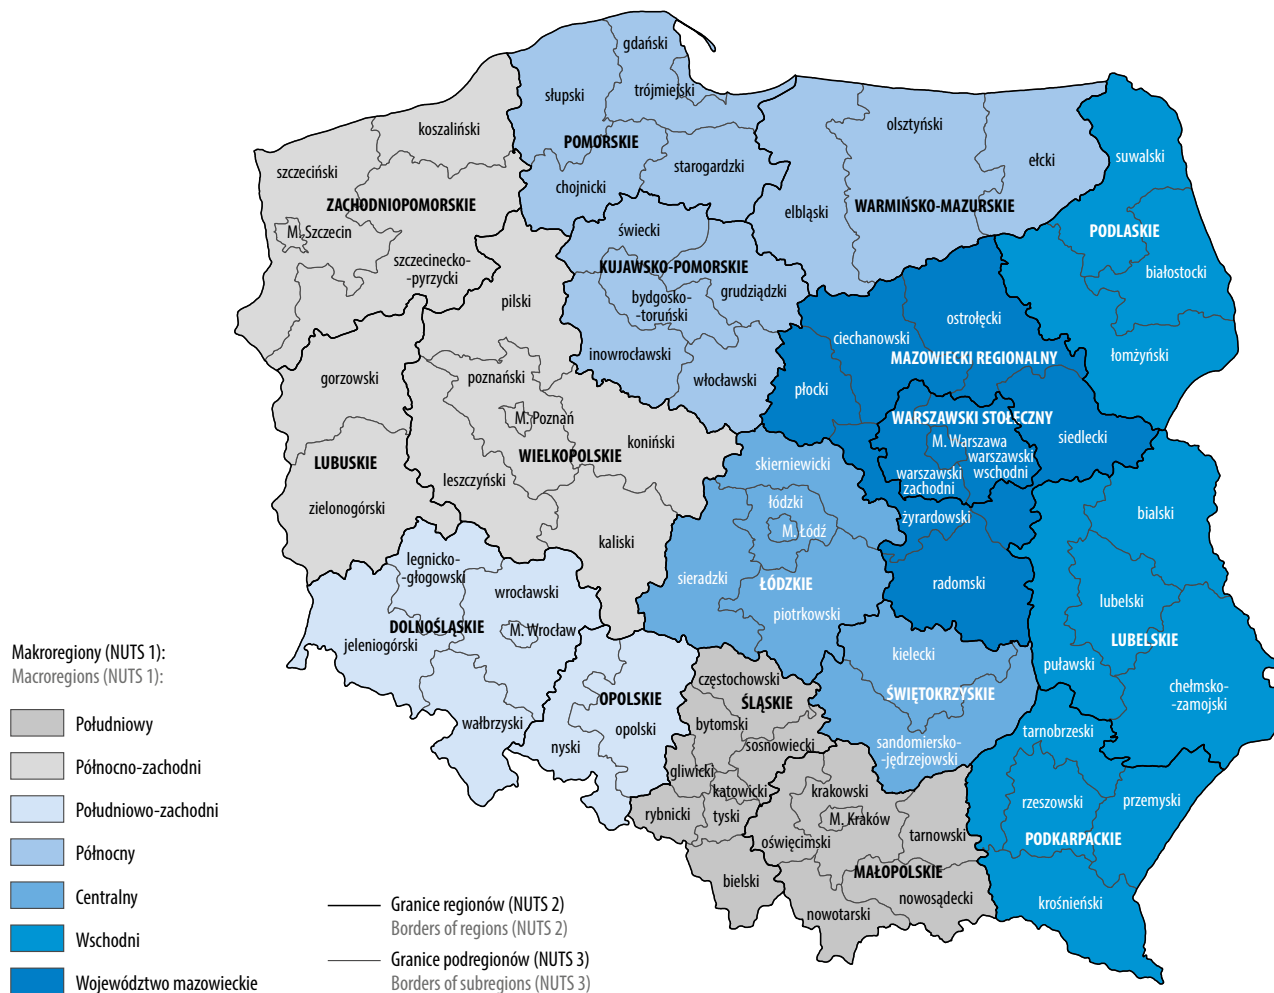 gdański
słupski
trójmiejski
koszaliński
olsztyński
POMORSKIE
szczeciński
starogardzki
ełcki
suwalski
chojnicki
ZACHODNIOPOMORSKIE
elbląski
WARMIŃSKO-MAZURSKIE
M. Szczecin
świecki
PODLASKIE
szczecinecko-
-pyrzycki
KUJAWSKO-POMORSKIE
białostocki
pilski
bydgosko-
-toruński
grudziądzki
ostrołęcki
ciechanowski
inowrocławski
MAZOWIECKI REGIONALNY
łomżyński
gorzowski
poznański
włocławski
płocki
M. Poznań
WARSZAWSKI STOŁECZNY
koniński
M. Warszawa
siedlecki
LUBUSKIE
WIELKOPOLSKIE
skierniewicki
warszawski
wschodni
leszczyński
warszawski
zachodni
zielonogórski
łódzki
żyrardowski
bialski
kaliski
M. Łódź
legnicko-
-głogowski
sieradzki
ŁÓDZKIE
radomski
wrocławski
lubelski
piotrkowski
DOLNOŚLĄSKIE
M. Wrocław
LUBELSKIE
jeleniogórski
kielecki
puławski
częstochowski
chełmsko-
-zamojski
OPOLSKIE
ŚLĄSKIE
ŚWIĘTOKRZYSKIE
wałbrzyski
opolski
bytomski
tarnobrzeski
nyski
sosnowiecki
sandomiersko-
-jędrzejowski
gliwicki
katowicki
krakowski
rzeszowski
przemyski
rybnicki
tyski
M. Kraków
oświęcimski
tarnowski
PODKARPACKIE
bielski
MAŁOPOLSKIE
nowosądecki
krośnieński
nowotarski
Makroregiony (NUTS 1):
Macroregions (NUTS 1):
Południowy
Północno-zachodni
Południowo-zachodni
Północny
Centralny
Wschodni
Województwo mazowieckie
Granice regionów (NUTS 2)
Borders of regions (NUTS 2)
Granice podregionów (NUTS 3)
Borders of subregions (NUTS 3)